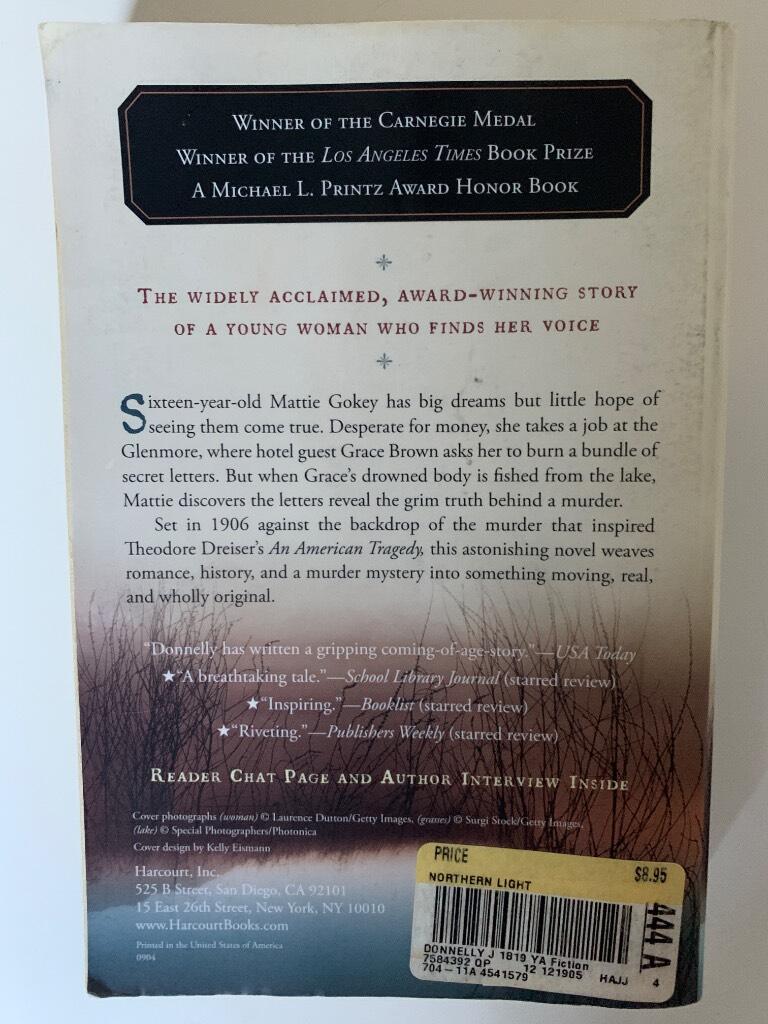 WINNER OF THE CARNEGIE MEDAL
WINNER OF THE LOS ANGELES TIMES BOOK PRIZE
A MICHAEL L. PRINTZ AWARD HONOR BOOK
THE WIDELY ACCLAIMED, AWARD-WINNING STORY
OF A YOUNG WOMAN WHO FINDS HER VOICE
Sixteen-year-old Mattie Gokey has big dreams but little hope of
seeing them come true. Desperate for money, she takes a job at the
Glenmore, where hotel guest Grace Brown asks her to burn a bundle of
secret letters. But when Grace's drowned body is fished from the lake,
Mattie discovers the letters reveal the grim truth behind a murder.
Set in 1906 against the backdrop of the murder that inspired
Theodore Dreiser's An American Tragedy, this astonishing novel weaves
romance, history, and a murder mystery into something moving, real,
and wholly original.
"Donnelly has written a gripping coming-of-age-story."—USA Today
★"A breathtaking tale."—School Library Journal (starred review)
★"Inspiring."—Booklist (starred review)
★"Riveting."—Publishers Weekly (starred review)
READER CHAT PAGE AND AUTHOR INTERVIEW INSIDE
Cover photographs (woman) © Laurence Dutton/Getty Images, (grasses) © Surgi Stock/Getty Images,
(lake) © Special Photographers/Photonica
Cover design by Kelly Eismann
Harcourt, Inc.
525 B Street, San Diego, CA 92101
15 East 26th Street, New York, NY 10010
www.HarcourtBooks.com
Printed in the United States of America
0904
PRICE $8.95
NORTHERN LIGHT
444 A
DONNELLY J 1819 YA Fiction
7584392 QP 12 121905
704-11A 4541579 HAJJ 4